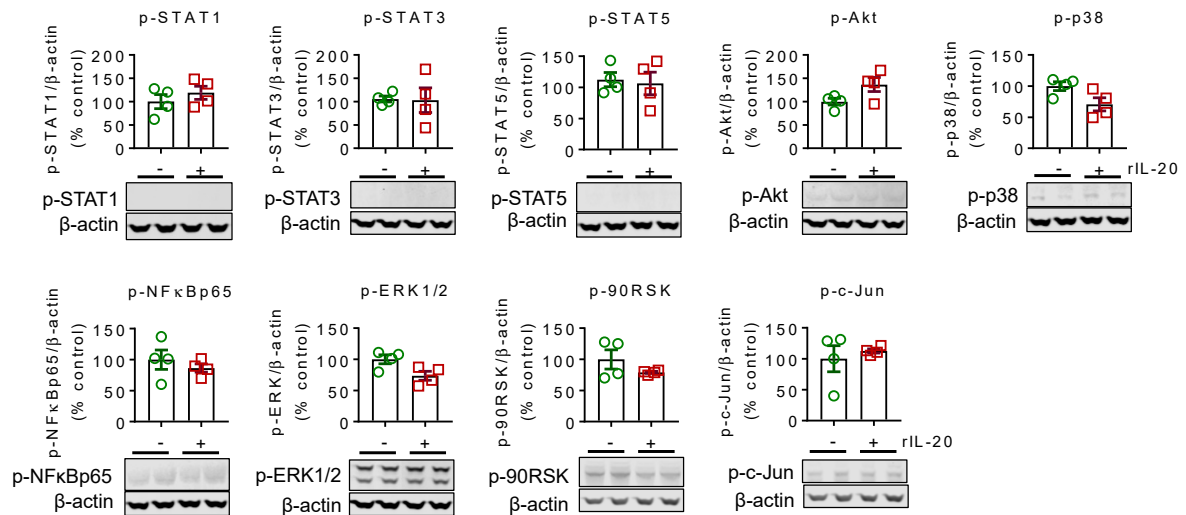 p-STAT1
p-STAT3
p-STAT5
p-Akt
p-p38
p-STAT1/β-actin
(% control)
200
150
100
50
0
p-STAT3/β-actin
(% control)
200
150
100
50
0
p-STAT5/β-actin
(% control)
150
100
50
0
p-Akt/β-actin
(% control)
200
150
100
50
0
p-p38/β-actin
(% control)
150
100
50
0
- +
- +
- +
- +
- + rIL-20
p-STAT1
β-actin
p-STAT3
β-actin
p-STAT5
β-actin
p-Akt
β-actin
p-p38
β-actin
p-NFκBp65
p-ERK1/2
p-90RSK
p-c-Jun
p-NFκBp65/β-actin
(% control)
150
100
50
0
p-ERK/β-actin
(% control)
150
100
50
0
p-90RSK/β-actin
(% control)
150
100
50
0
p-c-Jun/β-actin
(% control)
150
100
50
0
- +
- +
- +
- + rIL-20
p-NFκBp65
β-actin
p-ERK1/2
β-actin
p-90RSK
β-actin
p-c-Jun
β-actin